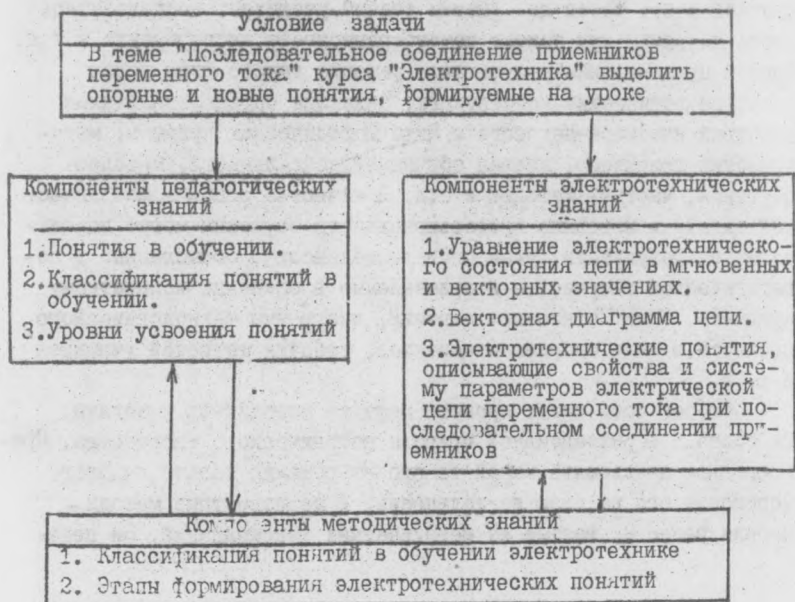 Условие задачи
В теме "Последовательное соединение приемников
переменного тока" курса "Электротехника" выделить
опорные и новые понятия, формируемые на уроке
Компоненты педагогических
знаний
1.Понятия в обучении.
2.Классификация понятий в
обучении.
3.Уровни усвоения понятий
Компоненты электротехнических
знаний
1.Уравнение электротехническо-
го состояния цепи в мгновенных
и векторных значениях.
2.Векторная диаграмма цепи.
3.Электротехнические понятия,
описывающие свойства и систе-
му параметров электрической
цепи переменного тока при по-
следовательном соединении при-
емников
Компоненты методических знаний
1. Классификация понятий в обучении электротехнике
2. Этапы формирования электротехнических понятий